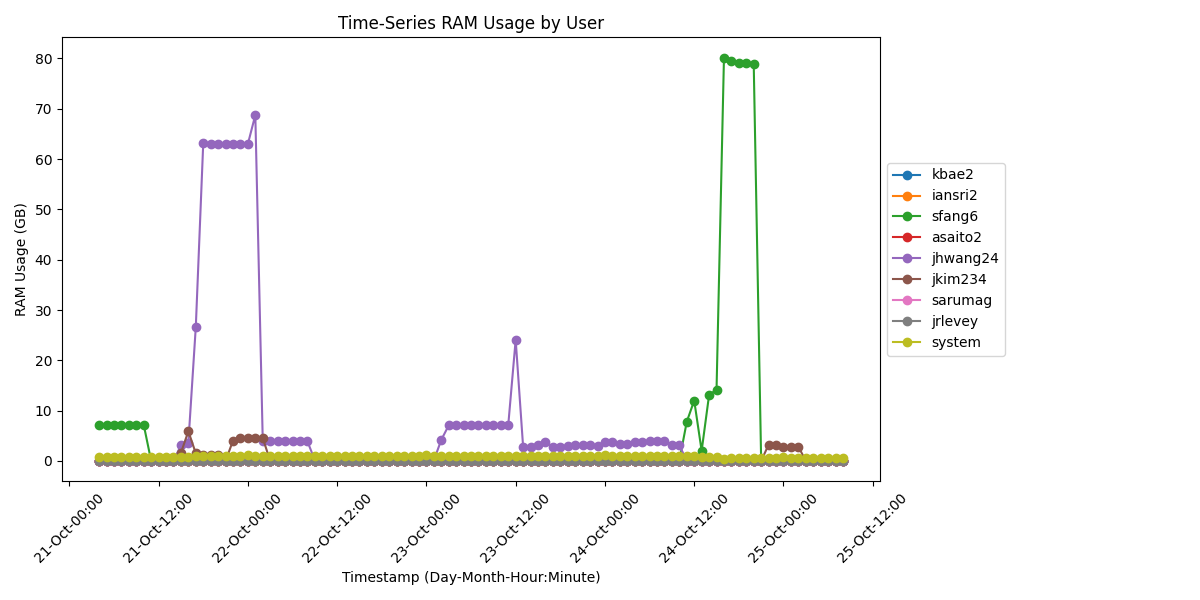 Time-Series RAM Usage by User
RAM Usage (GB)
80
70
60
50
40
30
20
10
0
21-Oct-00:00
21-Oct-12:00
22-Oct-00:00
22-Oct-12:00
23-Oct-00:00
23-Oct-12:00
24-Oct-00:00
24-Oct-12:00
25-Oct-00:00
25-Oct-12:00
Timestamp (Day-Month-Hour:Minute)
kbae2
iansri2
sfang6
asaito2
jhwang24
jkim234
sarumag
jrlevey
system